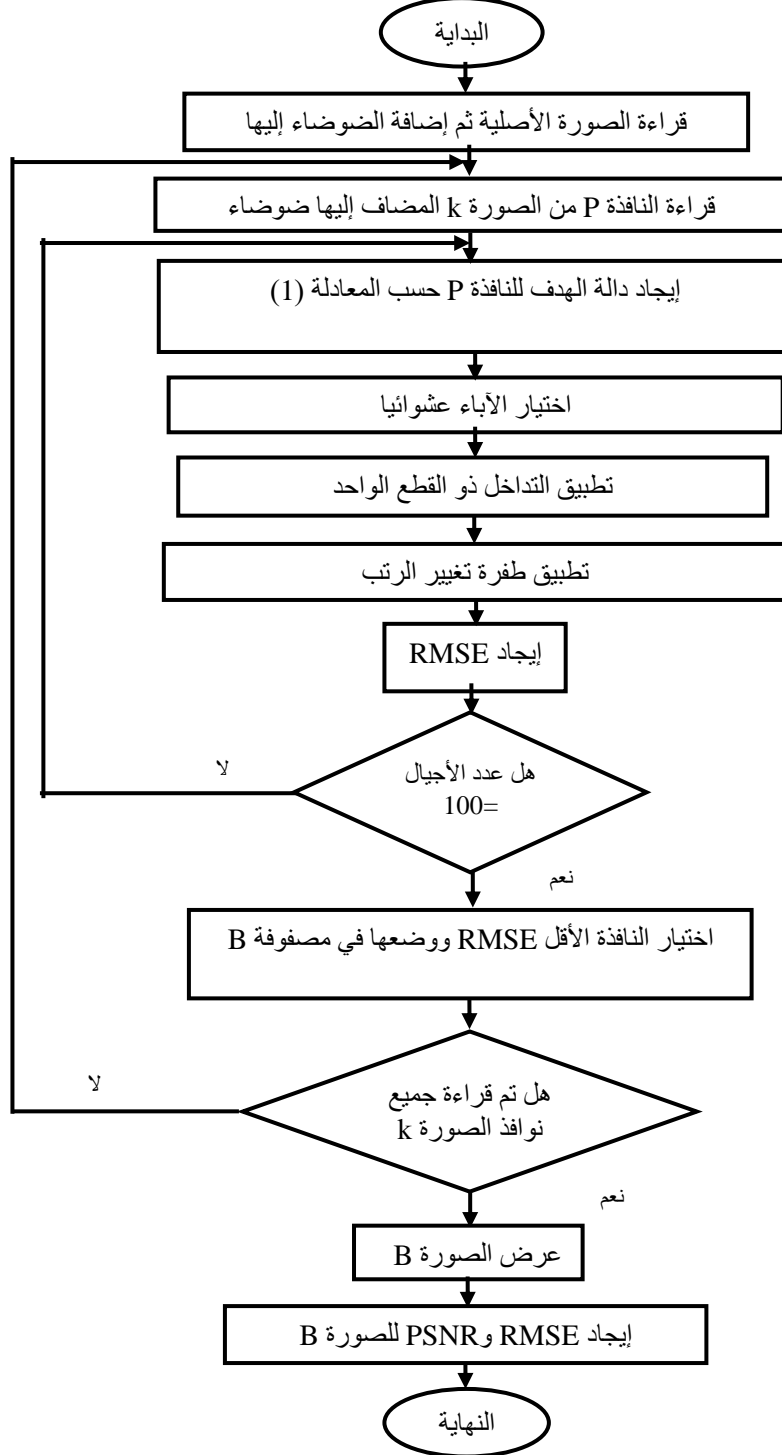 البداية
قراءة الصورة الأصلية ثم إضافة الضوضاء إليها
قراءة النافذة P من الصورة k المضاف إليها ضوضاء
إيجاد دالة الهدف للنافذة P حسب المعادلة (1)
اختيار الآباء عشوائيا
تطبيق التداخل ذو القطع الواحد
تطبيق طفرة تغيير الرتب
إيجاد RMSE
هل عدد الأجيال
=100
لا
نعم
اختيار النافذة الأقل RMSE ووضعها في مصفوفة B
هل تم قراءة جميع
نوافذ الصورة k
لا
نعم
عرض الصورة B
إيجاد RMSE وPSNR للصورة B
النهاية